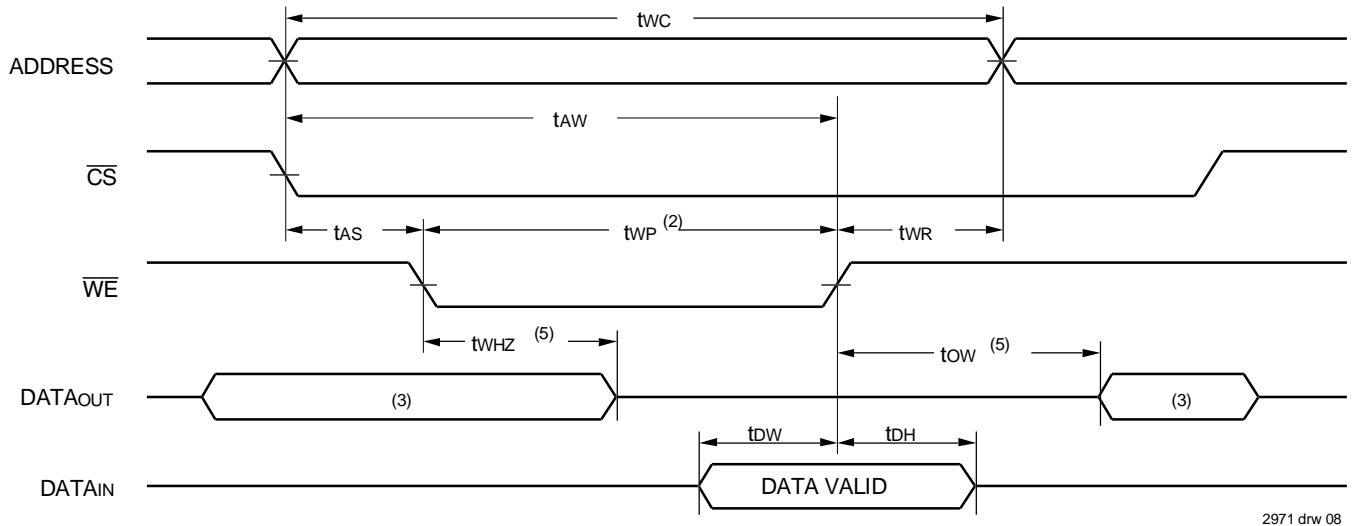 tWC
ADDRESS
tAW
CS
tAS
tWP (2)
tWR
WE
tWHZ (5)
tOW (5)
DATAOUT
(3)
(3)
tDW
tDH
DATAIN
DATA VALID
2971 drw 08